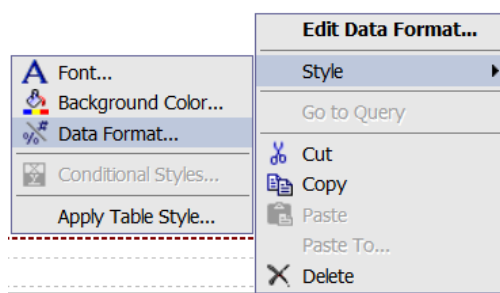 Edit Data Format...
Style
Go to Query
Cut
Copy
Paste
Paste To...
Delete
Font...
Background Color...
Data Format...
Conditional Styles...
Apply Table Style...